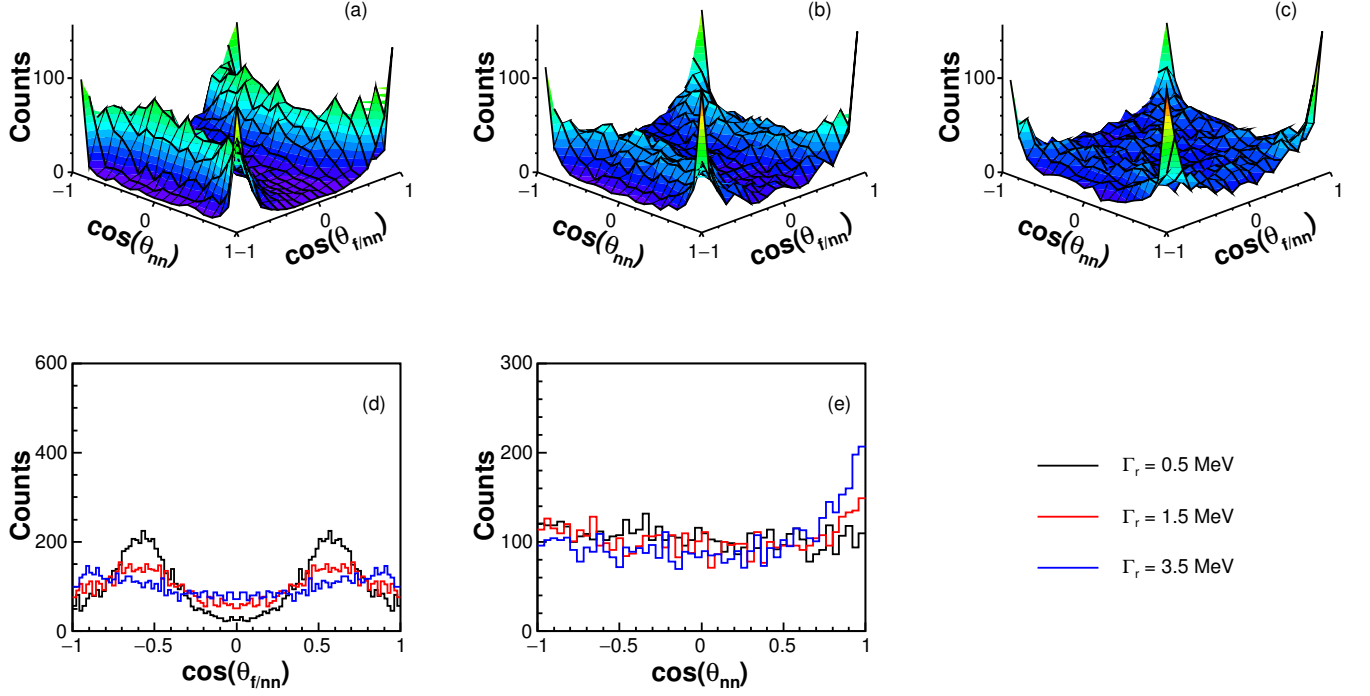 (a)
Counts
100
0
−1
0
1
−1
0
1
cos(θnn)
cos(θf/nn)
(b)
Counts
100
0
−1
0
1
−1
0
1
cos(θnn)
cos(θf/nn)
(c)
Counts
100
0
−1
0
1
−1
0
1
cos(θnn)
cos(θf/nn)
(d)
Counts
600
400
200
0
−1 −0.5 0 0.5 1
cos(θf/nn)
(e)
Counts
300
200
100
0
−1 −0.5 0 0.5 1
cos(θnn)
Γr = 0.5 MeV
Γr = 1.5 MeV
Γr = 3.5 MeV